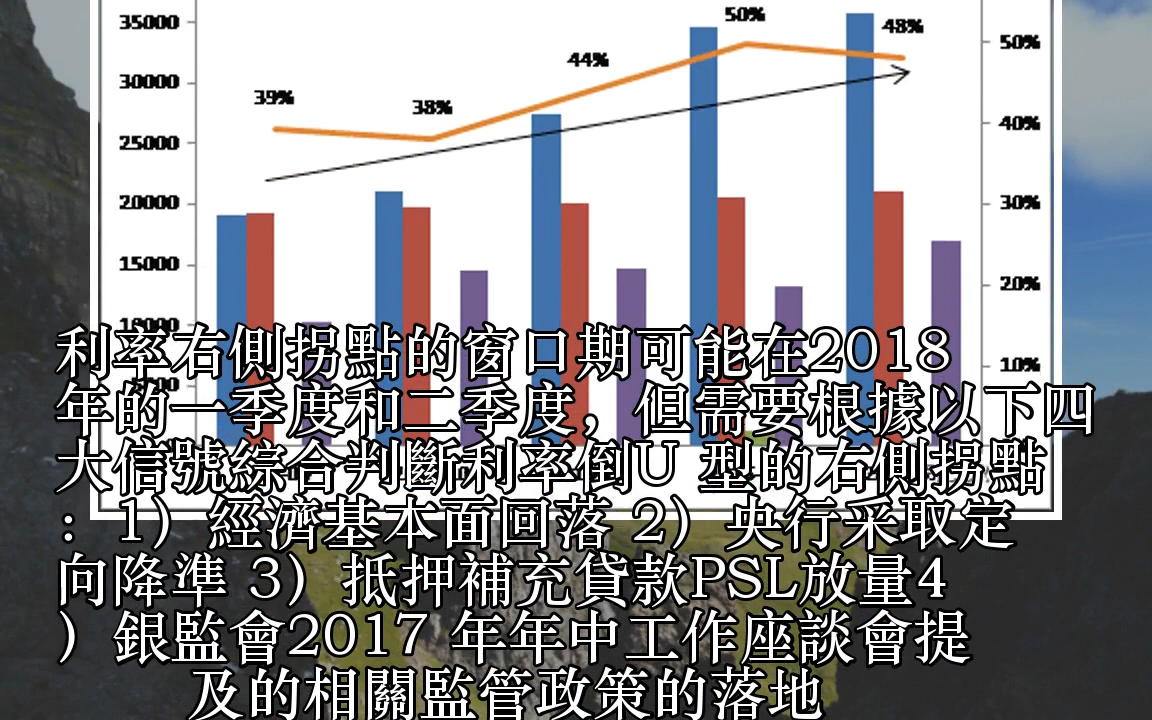 35000
30000
25000
20000
15000
39%
38%
44%
50%
48%
50%
40%
30%
20%
10%
利率右側拐點的窗口期可能在2018
年的一季度和二季度，但需要根據以下四
大信號綜合判斷利率倒U 型的右側拐點
：1）經濟基本面回落 2）央行采取定
向降準 3）抵押補充貸款PSL放量4
）銀監會2017 年年中工作座談會提
及的相關監管政策的落地